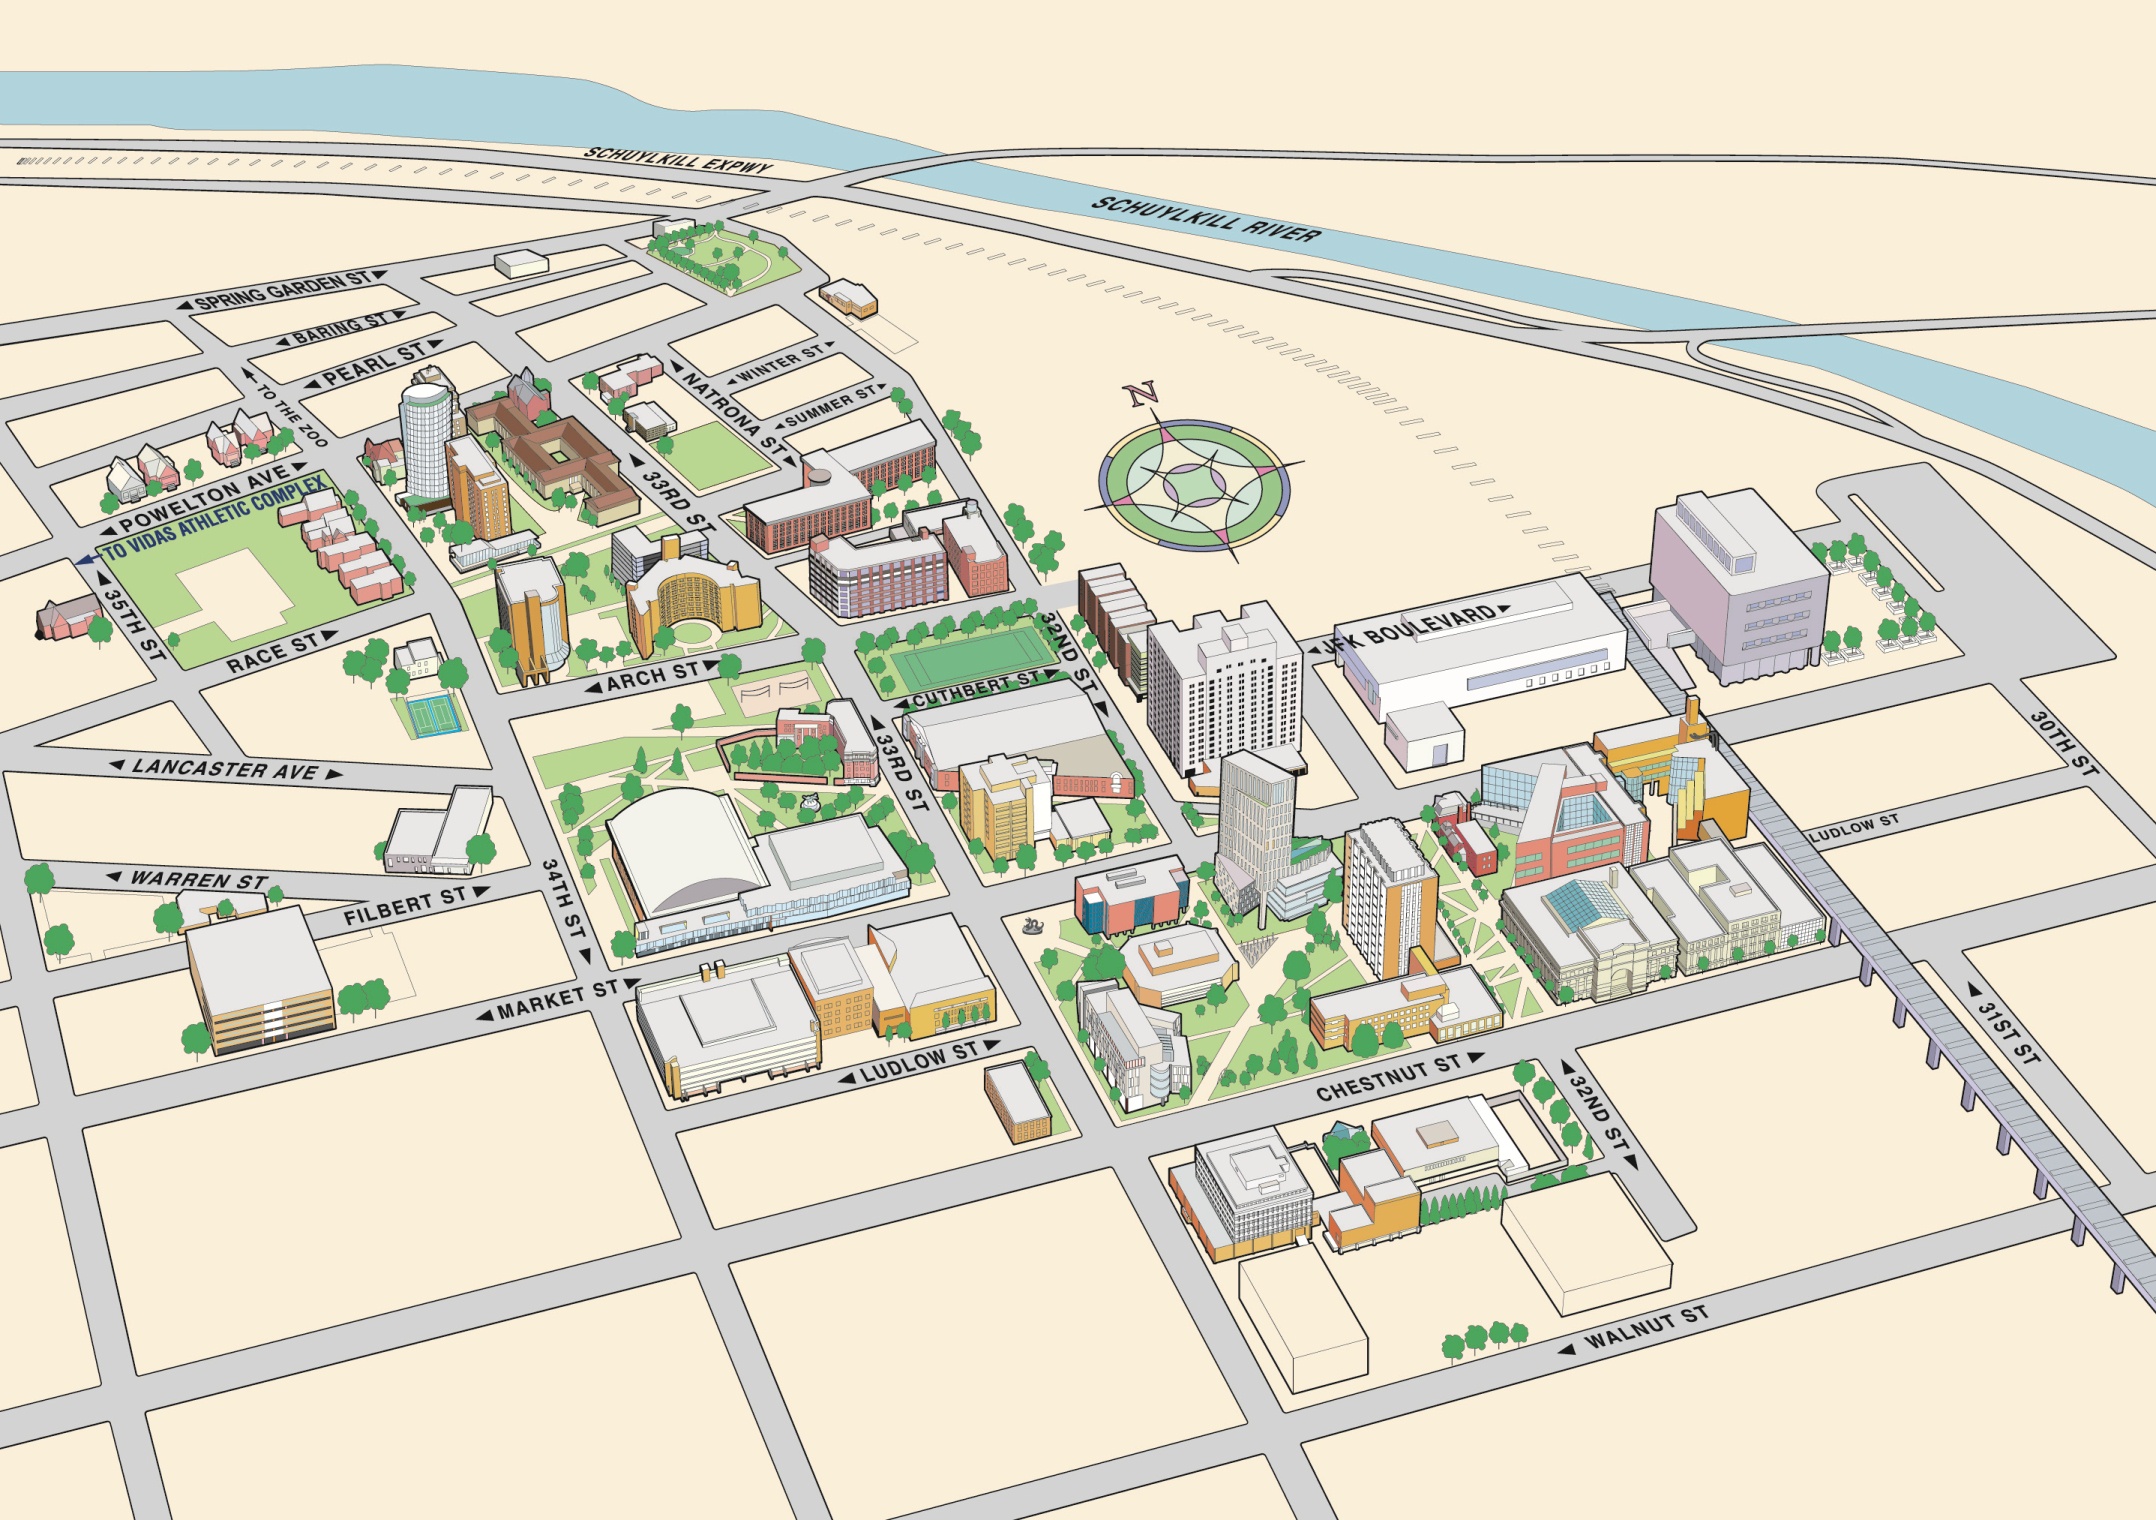 SCHUYLKILL EXPWY
SCHUYLKILL RIVER
SPRING GARDEN ST
BARING ST
PEARL ST
TO THE ZOO
NATRONA ST
WINTER ST
SUMMER ST
N
POWELTON AVE
TO VIDAS ATHLETIC COMPLEX
33RD ST
35TH ST
RACE ST
ARCH ST
CUTHBERT ST
32ND ST
JFK BOULEVARD
LANCASTER AVE
33RD ST
30TH ST
LUDLOW ST
WARREN ST
FILBERT ST
34TH ST
MARKET ST
LUDLOW ST
CHESTNUT ST
32ND ST
31ST ST
WALNUT ST